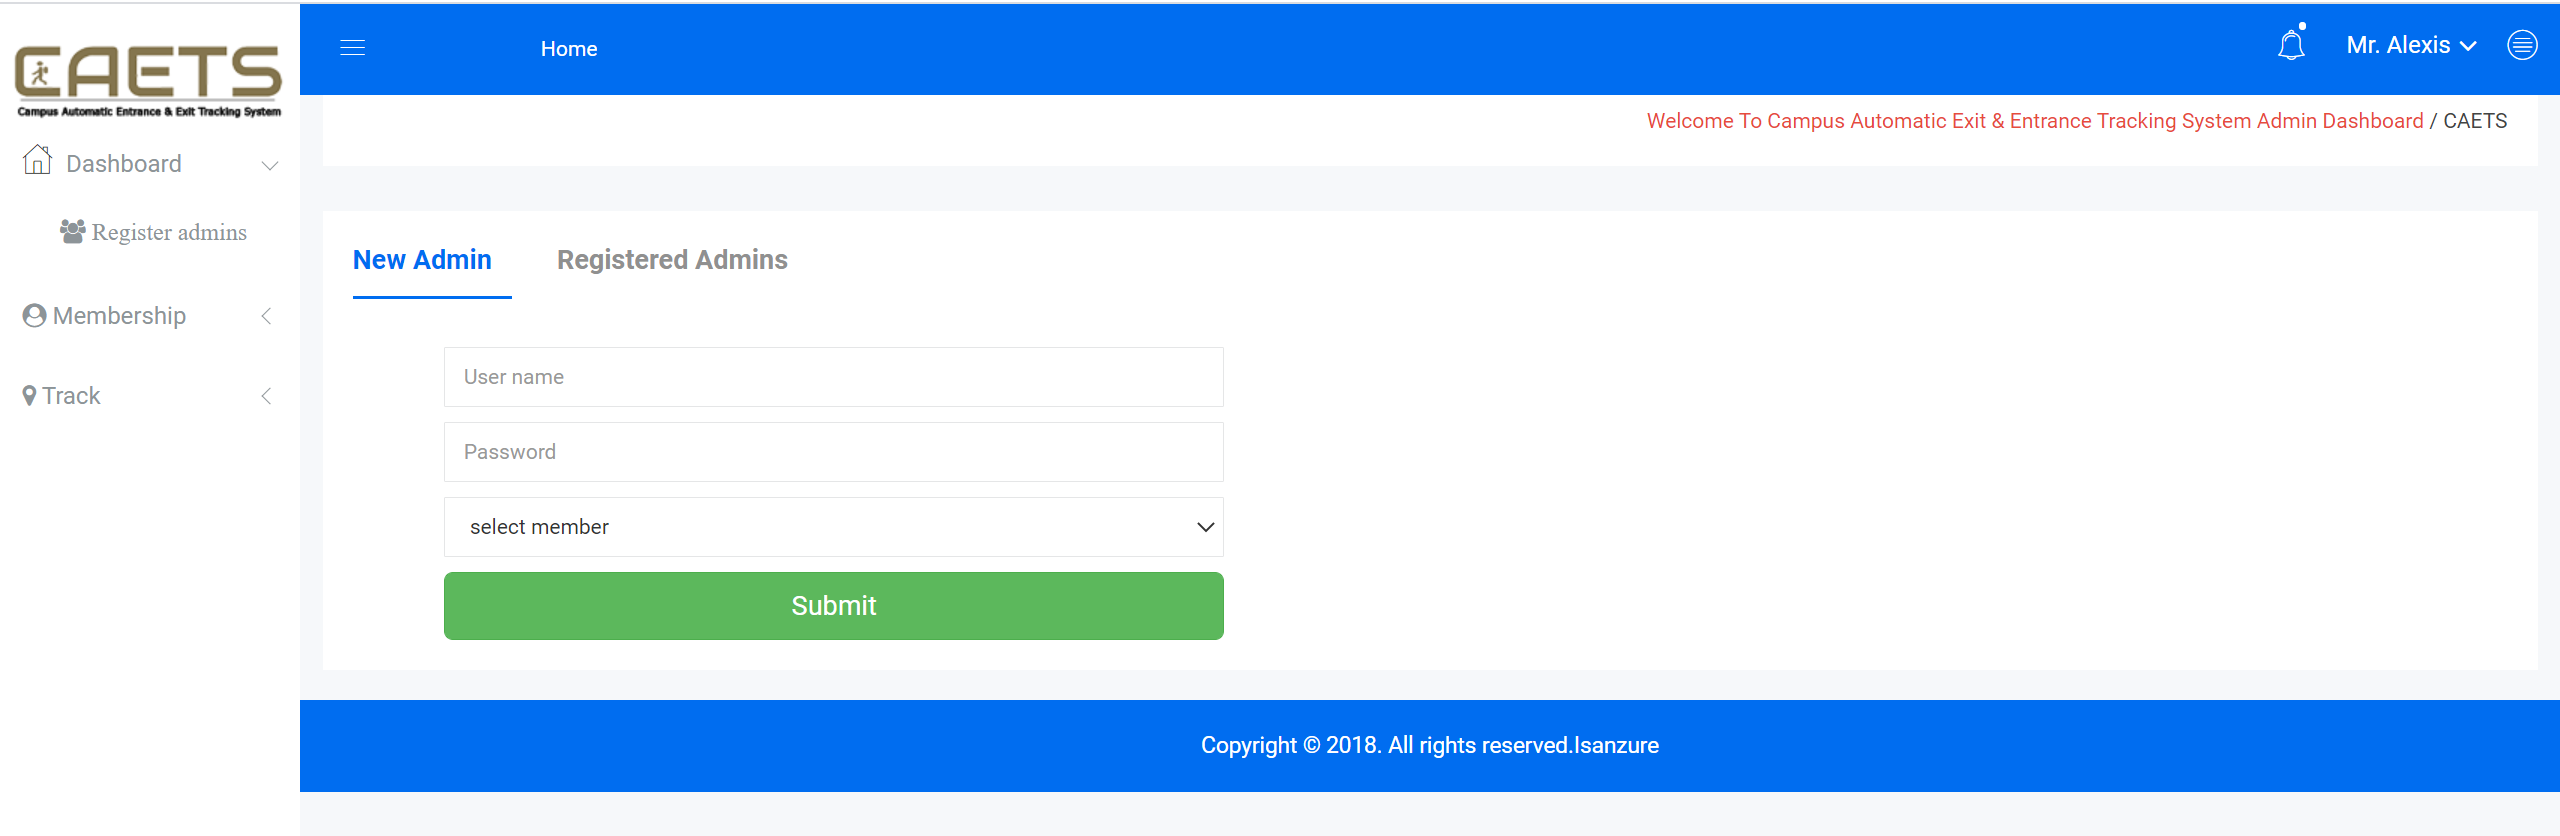 CAETS
Campus Automatic Entrance & Exit Tracking System
Home
Mr. Alexis
Welcome To Campus Automatic Exit & Entrance Tracking System Admin Dashboard / CAETS
Dashboard
Register admins
Membership
Track
New Admin
Registered Admins
User name
Password
select member
Submit
Copyright © 2018. All rights reserved.Isanzure